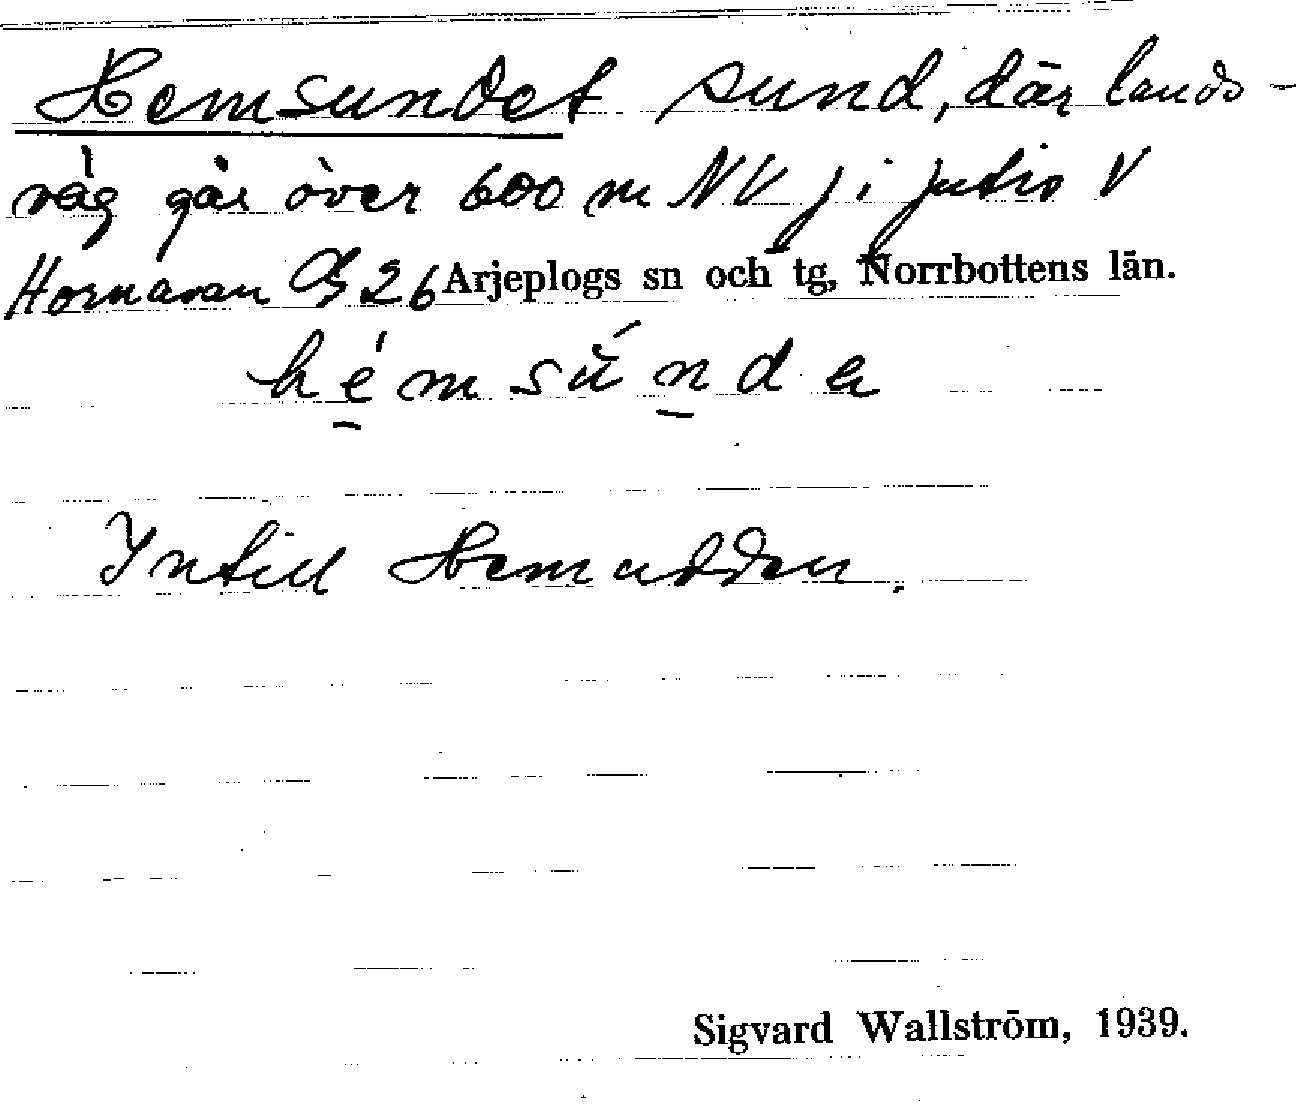 Hemsundet sund, där lands-
väg går över 600 m NV j i Jutis V
Hornavan 26 Arjeplogs sn och tg, Norrbottens län.
hémsúnda
Intill Hemudden.
Sigvard Wallström, 1939.